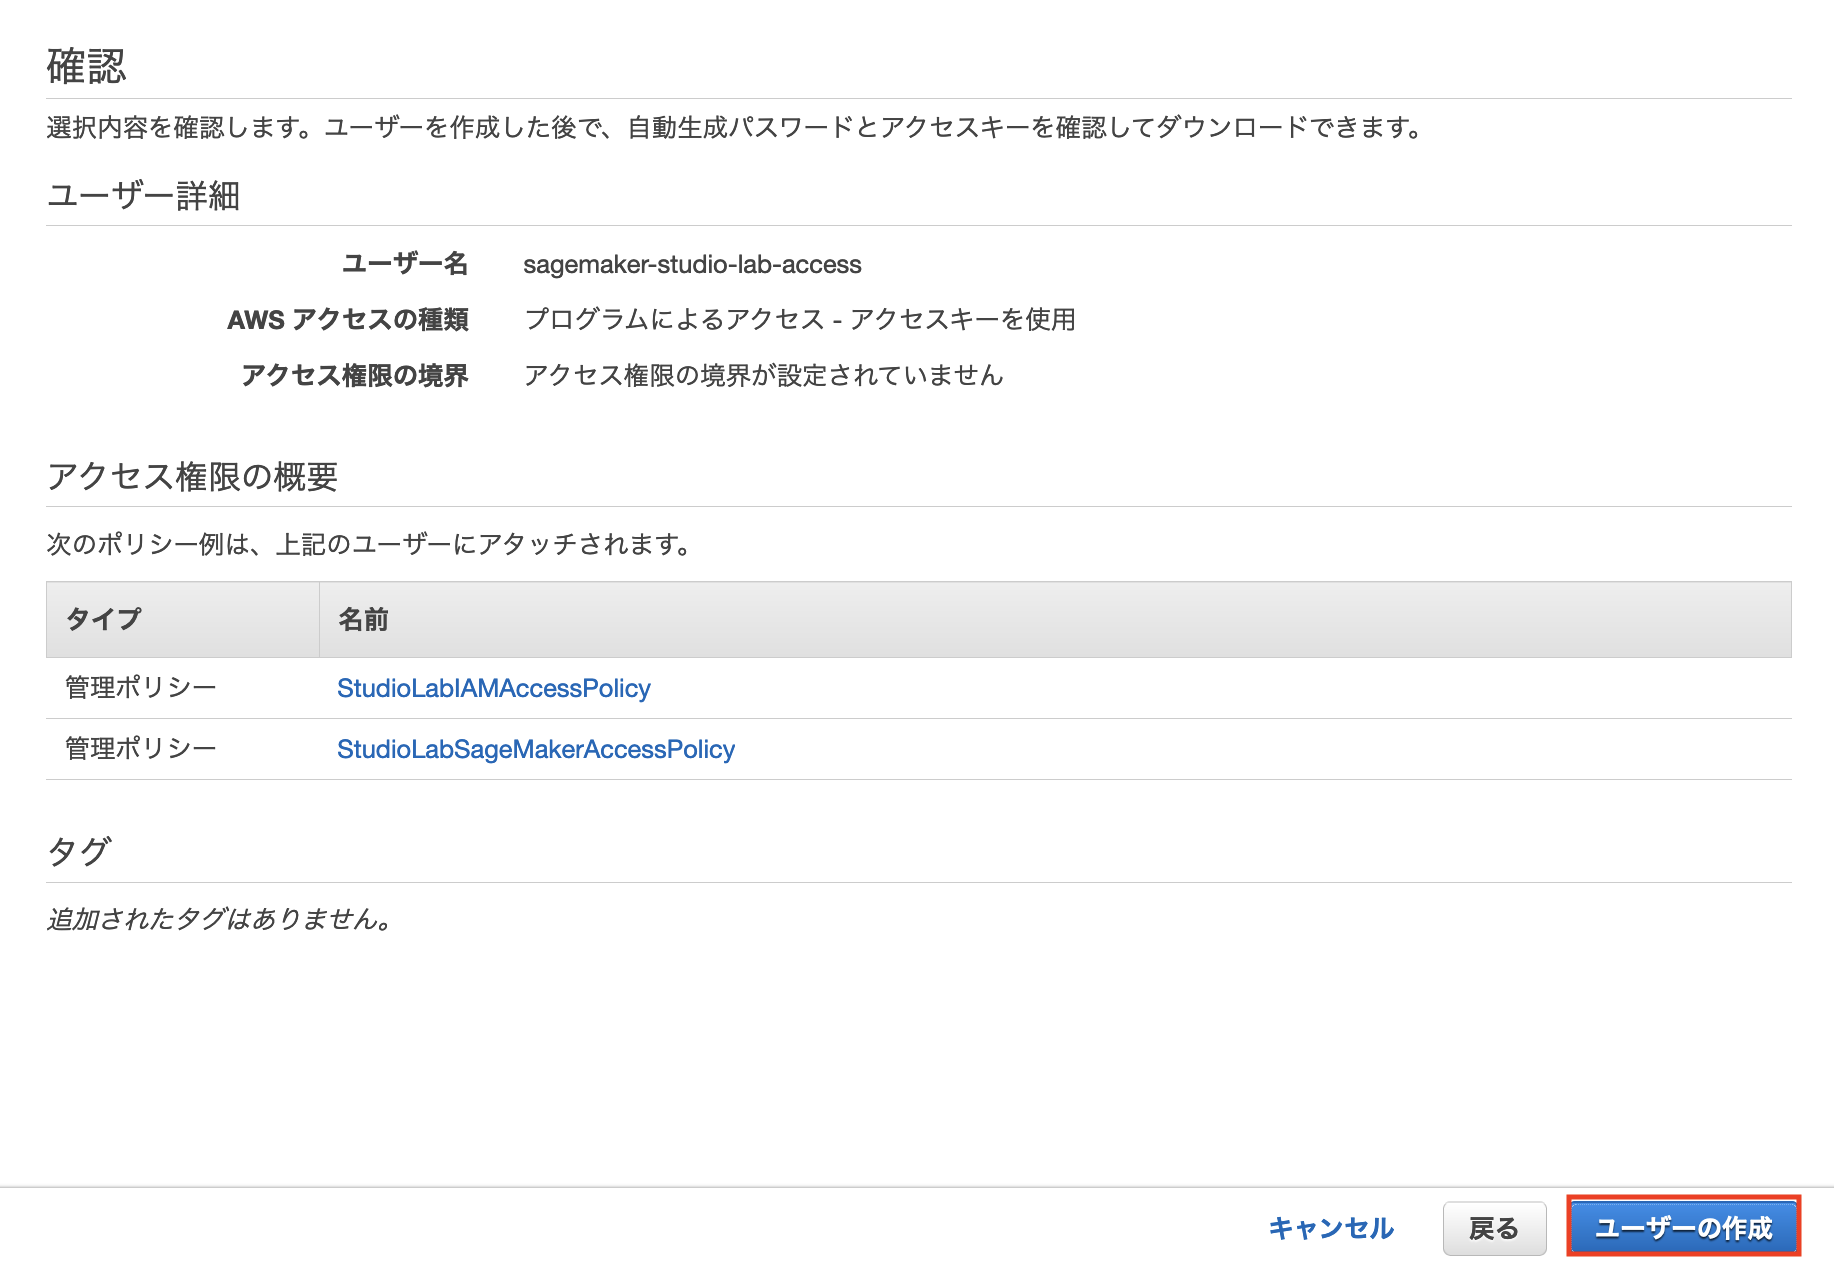 確認
選択内容を確認します。ユーザーを作成した後で、自動生成パスワードとアクセスキーを確認してダウンロードできます。
ユーザー詳細
ユーザー名 sagemaker-studio-lab-access
AWS アクセスの種類 プログラムによるアクセス - アクセスキーを使用
アクセス権限の境界 アクセス権限の境界が設定されていません
アクセス権限の概要
次のポリシー例は、上記のユーザーにアタッチされます。
タイプ 名前
管理ポリシー StudioLabIAMAccessPolicy
管理ポリシー StudioLabSageMakerAccessPolicy
タグ
追加されたタグはありません。
キャンセル 戻る ユーザーの作成